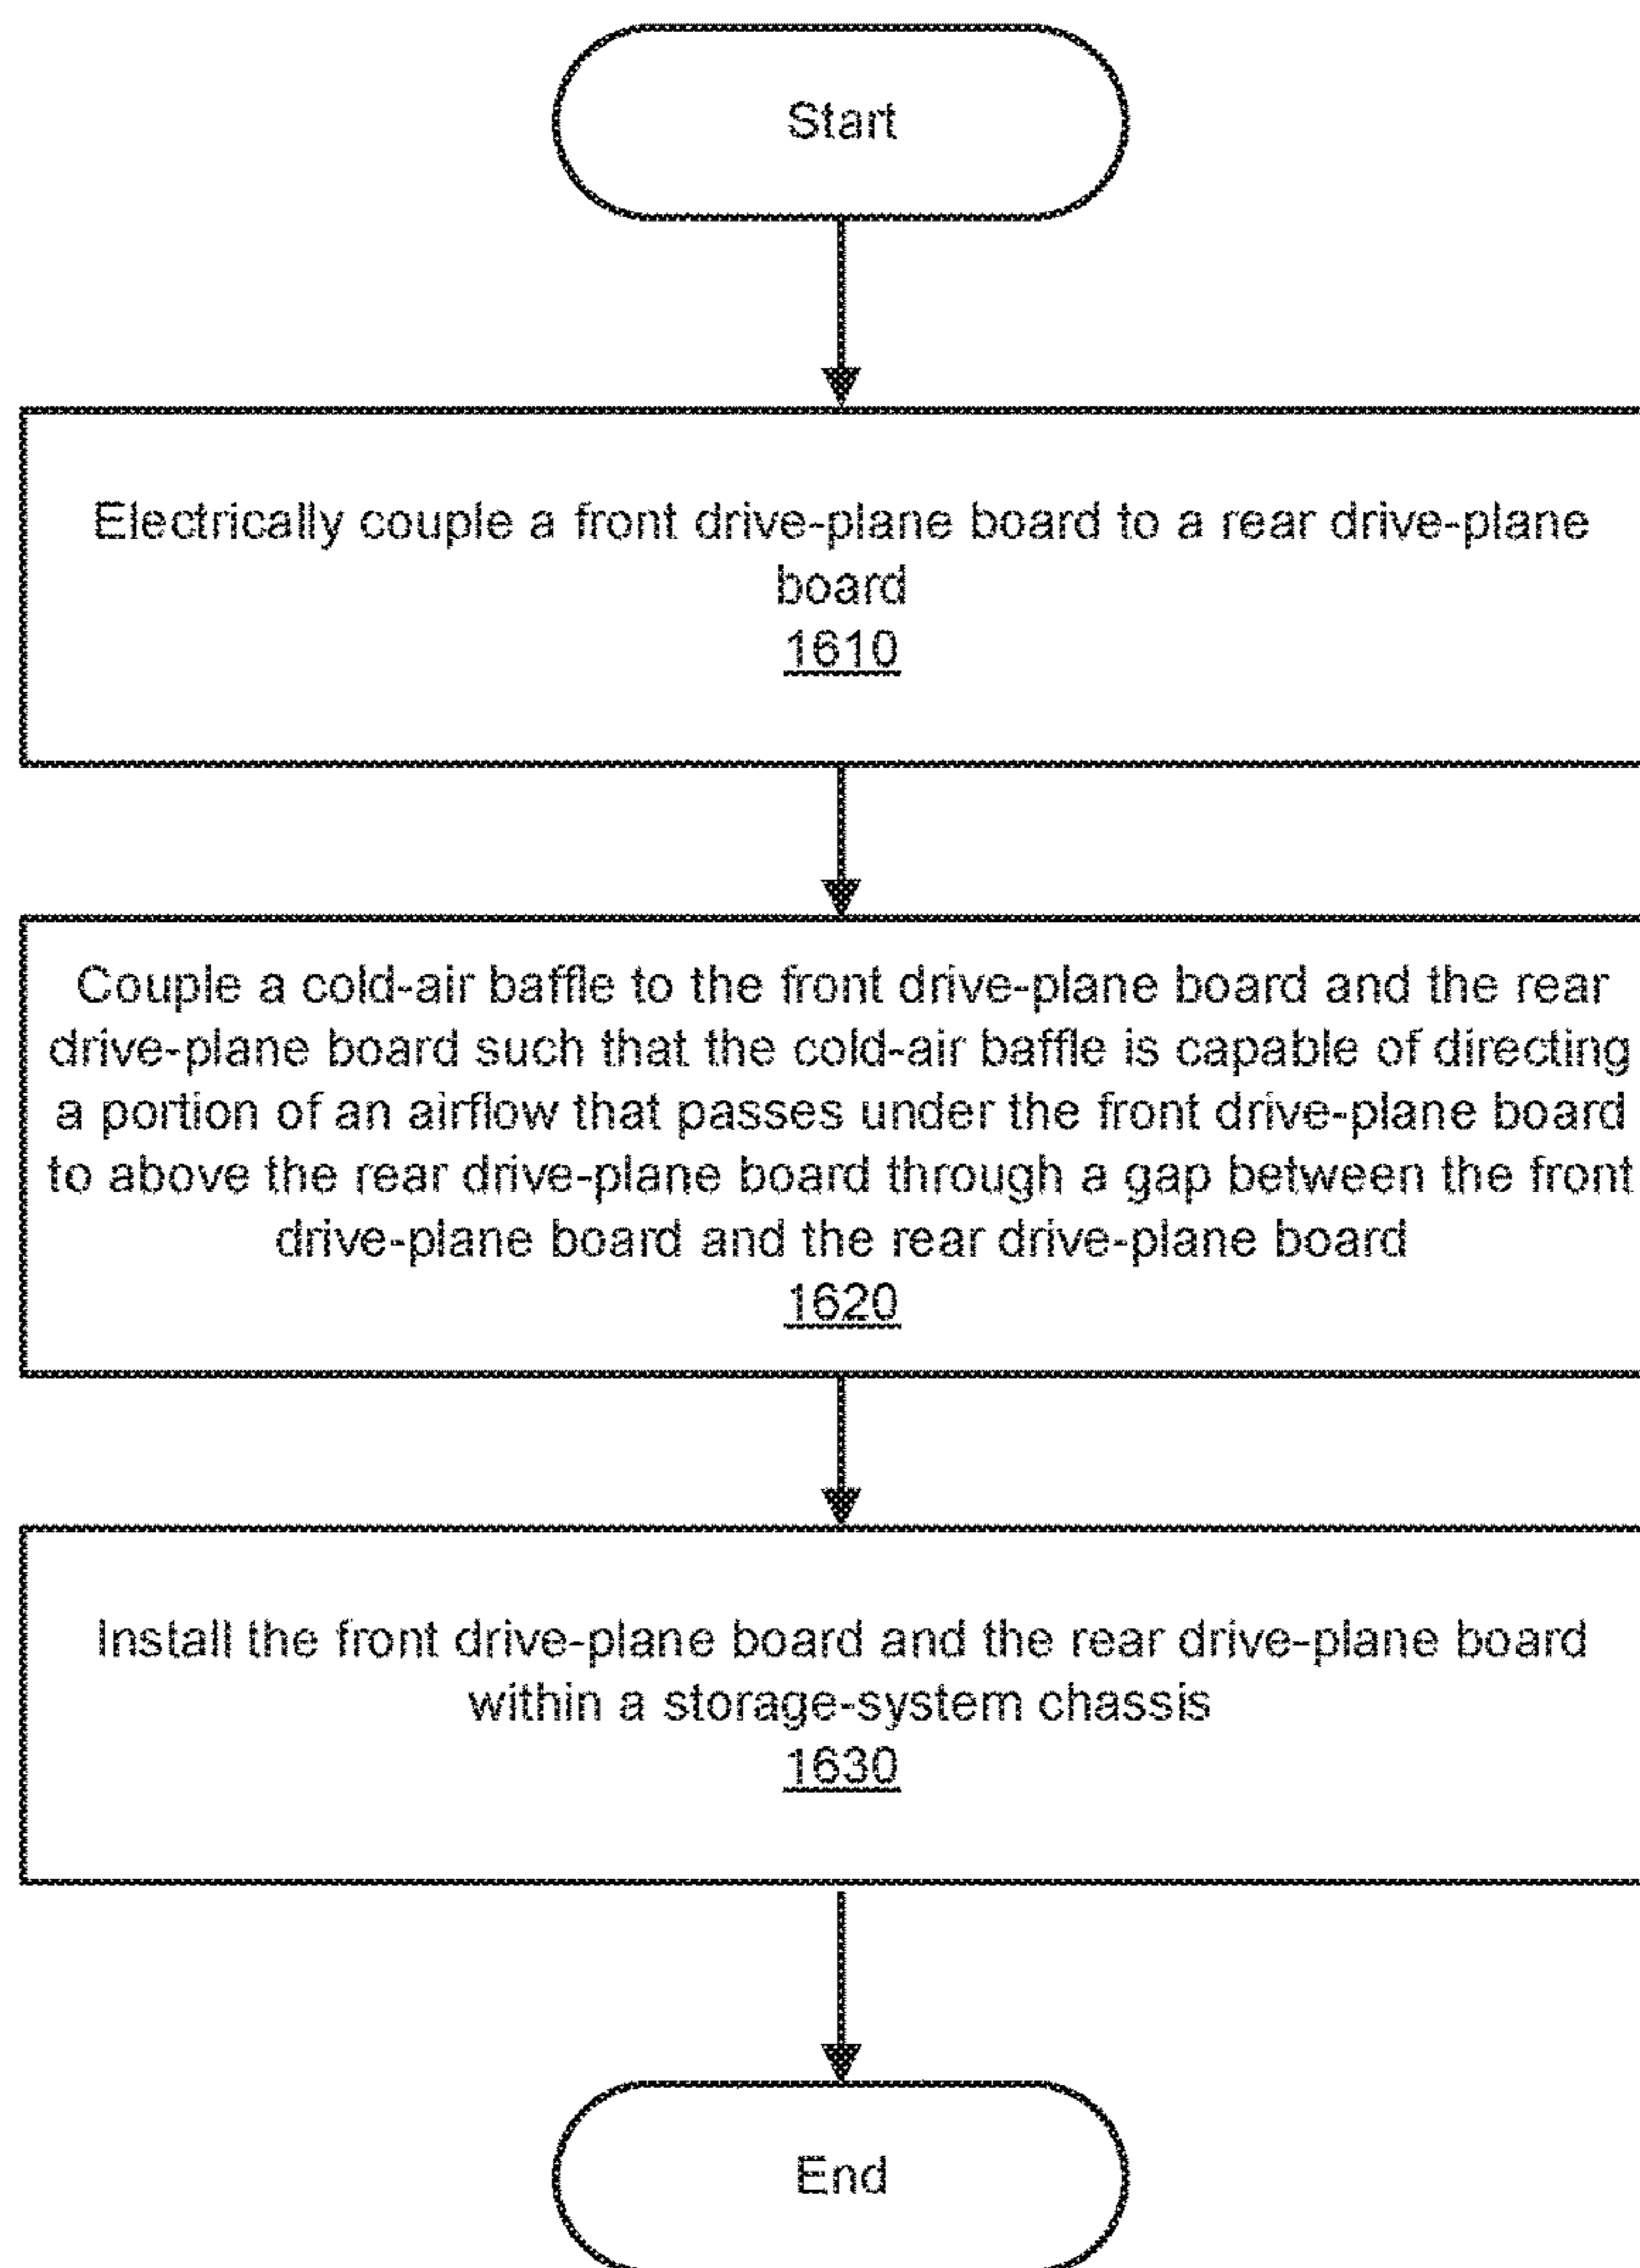 Start
Electrically couple a front drive-plane board to a rear drive-plane
board
1610
Couple a cold-air baffle to the front drive-plane board and the rear
drive-plane board such that the cold-air baffle is capable of directing
a portion of an airflow that passes under the front drive-plane board
to above the rear drive-plane board through a gap between the front
drive-plane board and the rear drive-plane board
1620
Install the front drive-plane board and the rear drive-plane board
within a storage-system chassis
1630
End